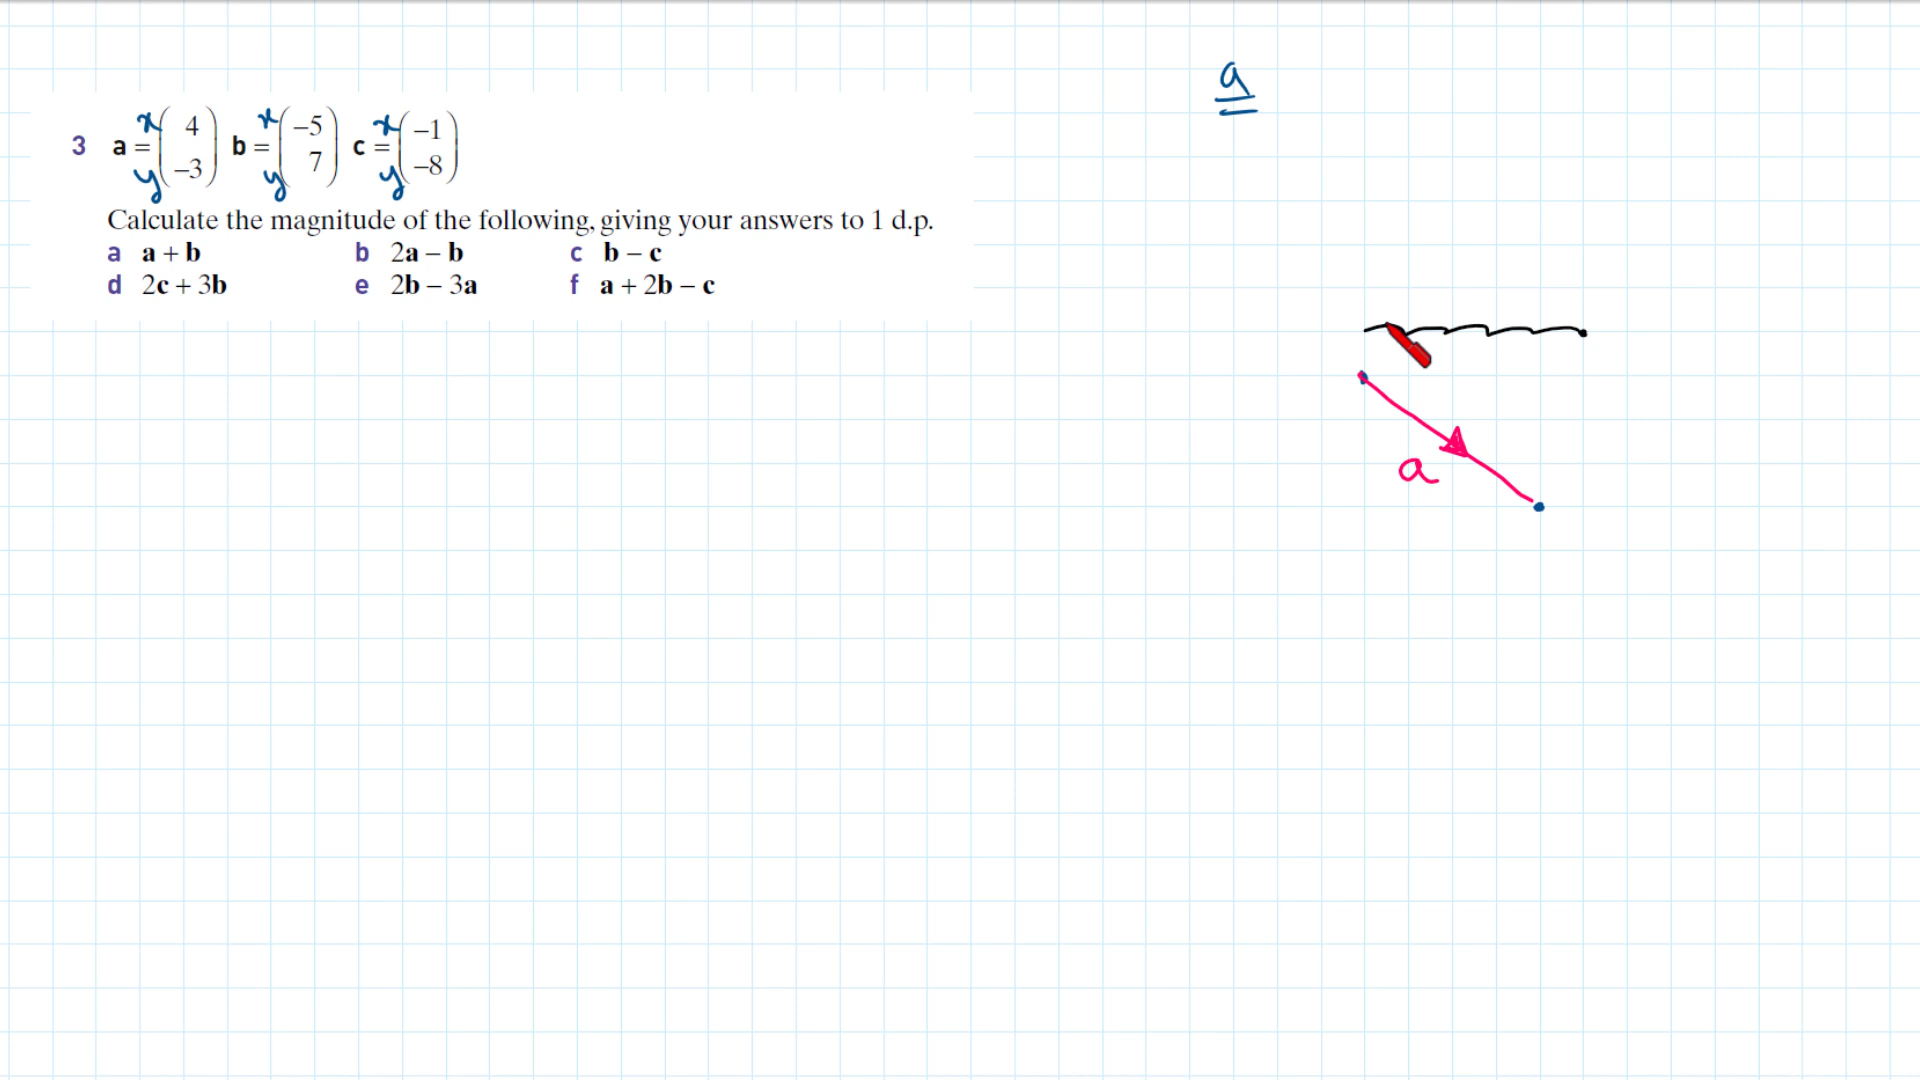 a
3 a = x y ( 4 −3 ) b = x y ( −5 7 ) c = x y ( −1 −8 )
Calculate the magnitude of the following, giving your answers to 1 d.p.
a a + b b 2a − b c b − c
d 2c + 3b e 2b − 3a f a + 2b − c
a